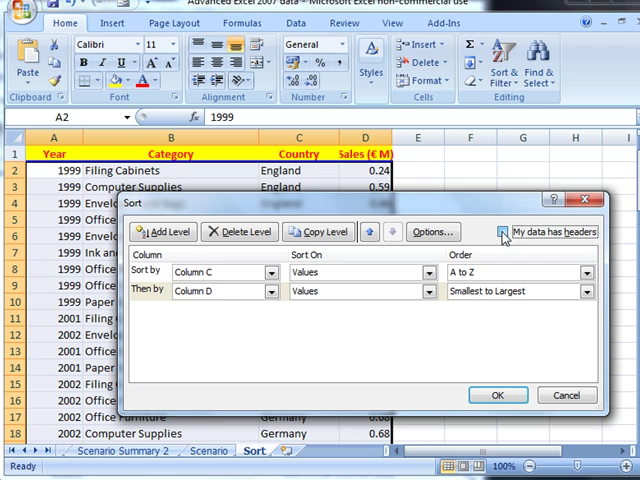 Advanced Excel 2007 data - Microsoft Excel non-commercial use
Home Insert Page Layout Formulas Data Review View Add-Ins
Paste
Calibri 11
General
Styles
Insert
Delete
Format
Sort & Filter
Find & Select
Clipboard Font Alignment Number Cells Editing
A2 fx 1999
A B C D E F G H I
1 Year Category Country Sales (€ M)
2 1999 Filing Cabinets England 0.24
3 1999 Computer Supplies England 0.59
4 1999
5 1999 Office
6 1999
7 1999 Ink and
8 1999 Office
9 1999 Office
10 1999 Paper
11 2001 Filing
12 2001
13 2001 Office
14 2001 Paper
15 2002 Filing
16 2002 Office
17 2002 Office Furniture Germany 0.68
18 2002 Computer Supplies Germany 0.68
Sort
Add Level Delete Level Copy Level Options... My data has headers
Column Sort On Order
Sort by Column C Values A to Z
Then by Column D Values Smallest to Largest
OK Cancel
Scenario Summary 2 Scenario Sort
Ready 100%